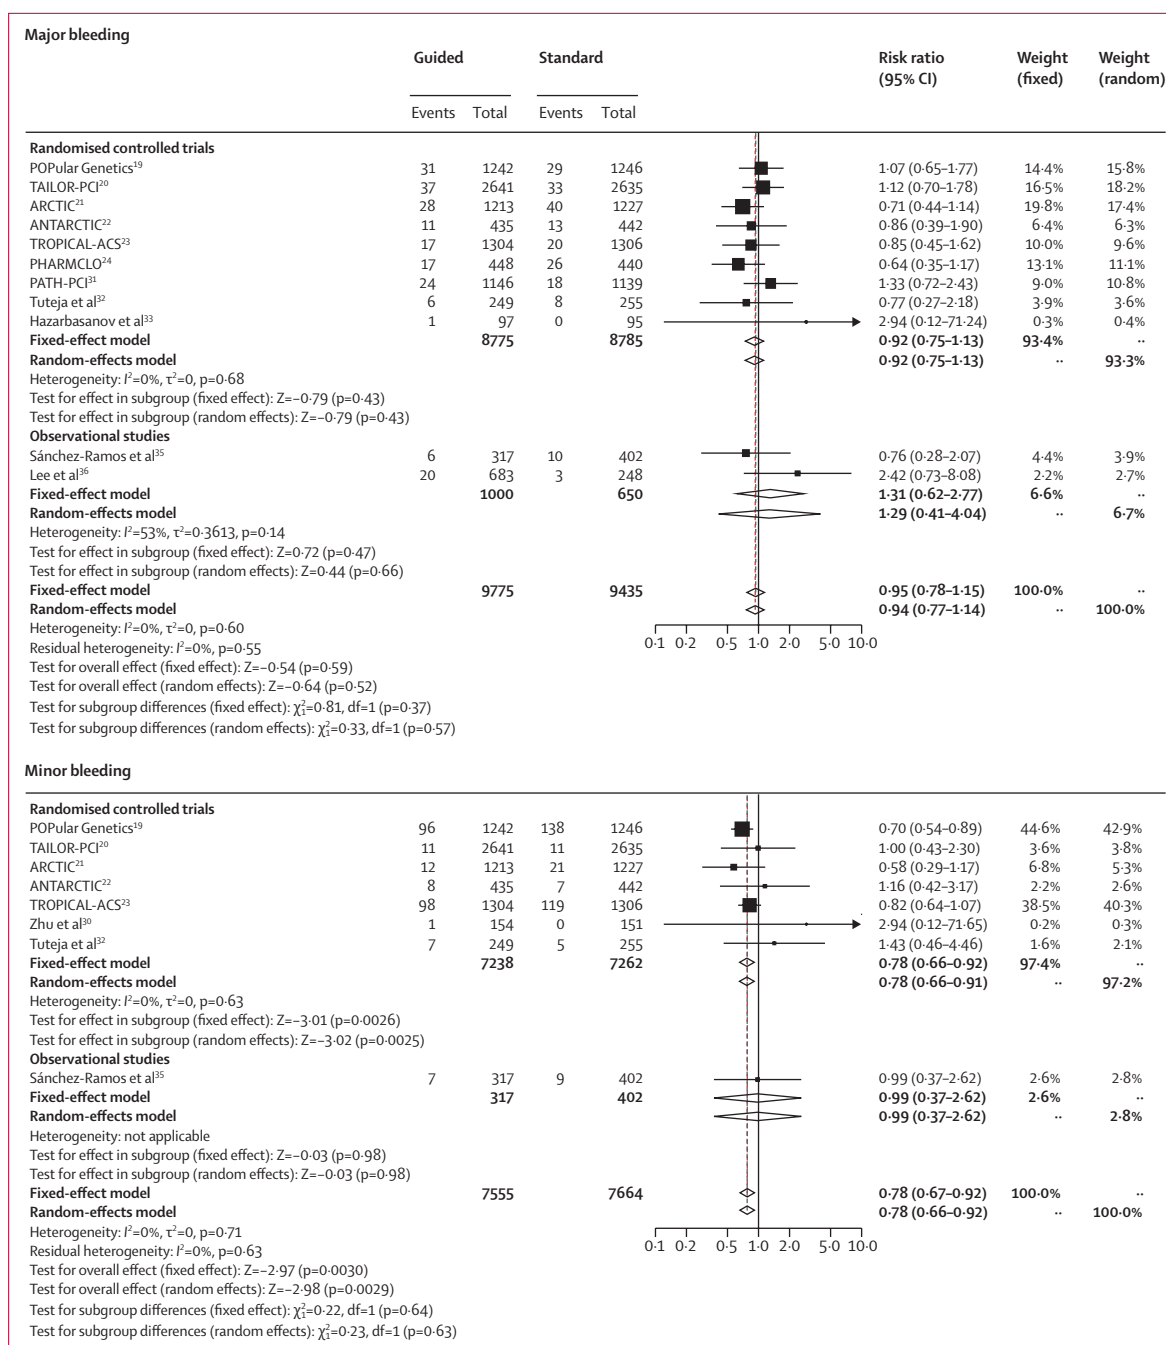 Major bleeding
Guided Standard Risk ratio (95% CI) Weight (fixed) Weight (random)
Events Total Events Total
Randomised controlled trials
POPular Genetics¹⁹ 31 1242 29 1246 1·07 (0·65–1·77) 14·4% 15·8%
TAILOR-PCI²⁰ 37 2641 33 2635 1·12 (0·70–1·78) 16·5% 18·2%
ARCTIC²¹ 28 1213 40 1227 0·71 (0·44–1·14) 19·8% 17·4%
ANTARCTIC²² 11 435 13 442 0·86 (0·39–1·90) 6·4% 6·3%
TROPICAL-ACS²³ 17 1304 20 1306 0·85 (0·45–1·62) 10·0% 9·6%
PHARMCLO²⁴ 17 448 26 440 0·64 (0·35–1·17) 13·1% 11·1%
PATH-PCI³¹ 24 1146 18 1139 1·33 (0·72–2·43) 9·0% 10·8%
Tuteja et al³² 6 249 8 255 0·77 (0·27–2·18) 3·9% 3·6%
Hazarbasanov et al³³ 1 97 0 95 2·94 (0·12–71·24) 0·3% 0·4%
Fixed-effect model 8775 8785 0·92 (0·75–1·13) 93·4% ··
Random-effects model 0·92 (0·75–1·13) ·· 93·3%
Heterogeneity: I²=0%, τ²=0, p=0·68
Test for effect in subgroup (fixed effect): Z=–0·79 (p=0·43)
Test for effect in subgroup (random effects): Z=–0·79 (p=0·43)
Observational studies
Sánchez-Ramos et al³⁵ 6 317 10 402 0·76 (0·28–2·07) 4·4% 3·9%
Lee et al³⁶ 20 683 3 248 2·42 (0·73–8·08) 2·2% 2·7%
Fixed-effect model 1000 650 1·31 (0·62–2·77) 6·6% ··
Random-effects model 1·29 (0·41–4·04) ·· 6·7%
Heterogeneity: I²=53%, τ²=0·3613, p=0·14
Test for effect in subgroup (fixed effect): Z=0·72 (p=0·47)
Test for effect in subgroup (random effects): Z=0·44 (p=0·66)
Fixed-effect model 9775 9435 0·95 (0·78–1·15) 100·0% ··
Random-effects model 0·94 (0·77–1·14) ·· 100·0%
Heterogeneity: I²=0%, τ²=0, p=0·60
Residual heterogeneity: I²=0%, p=0·55
0·1 0·2 0·5 1·0 2·0 5·0 10·0
Test for overall effect (fixed effect): Z=–0·54 (p=0·59)
Test for overall effect (random effects): Z=–0·64 (p=0·52)
Test for subgroup differences (fixed effect): χ²₁=0·81, df=1 (p=0·37)
Test for subgroup differences (random effects): χ²₁=0·33, df=1 (p=0·57)
Minor bleeding
Randomised controlled trials
POPular Genetics¹⁹ 96 1242 138 1246 0·70 (0·54–0·89) 44·6% 42·9%
TAILOR-PCI²⁰ 11 2641 11 2635 1·00 (0·43–2·30) 3·6% 3·8%
ARCTIC²¹ 12 1213 21 1227 0·58 (0·29–1·17) 6·8% 5·3%
ANTARCTIC²² 8 435 7 442 1·16 (0·42–3·17) 2·2% 2·6%
TROPICAL-ACS²³ 98 1304 119 1306 0·82 (0·64–1·07) 38·5% 40·3%
Zhu et al³⁰ 1 154 0 151 2·94 (0·12–71·65) 0·2% 0·3%
Tuteja et al³² 7 249 5 255 1·43 (0·46–4·46) 1·6% 2·1%
Fixed-effect model 7238 7262 0·78 (0·66–0·92) 97·4% ··
Random-effects model 0·78 (0·66–0·91) ·· 97·2%
Heterogeneity: I²=0%, τ²=0, p=0·63
Test for effect in subgroup (fixed effect): Z=–3·01 (p=0·0026)
Test for effect in subgroup (random effects): Z=–3·02 (p=0·0025)
Observational studies
Sánchez-Ramos et al³⁵ 7 317 9 402 0·99 (0·37–2·62) 2·6% 2·8%
Fixed-effect model 317 402 0·99 (0·37–2·62) 2·6% ··
Random-effects model 0·99 (0·37–2·62) ·· 2·8%
Heterogeneity: not applicable
Test for effect in subgroup (fixed effect): Z=–0·03 (p=0·98)
Test for effect in subgroup (random effects): Z=–0·03 (p=0·98)
Fixed-effect model 7555 7664 0·78 (0·67–0·92) 100·0% ··
Random-effects model 0·78 (0·66–0·92) ·· 100·0%
Heterogeneity: I²=0%, τ²=0, p=0·71
Residual heterogeneity: I²=0%, p=0·63
0·1 0·2 0·5 1·0 2·0 5·0 10·0
Test for overall effect (fixed effect): Z=–2·97 (p=0·0030)
Test for overall effect (random effects): Z=–2·98 (p=0·0029)
Test for subgroup differences (fixed effect): χ²₁=0·22, df=1 (p=0·64)
Test for subgroup differences (random effects): χ²₁=0·23, df=1 (p=0·63)